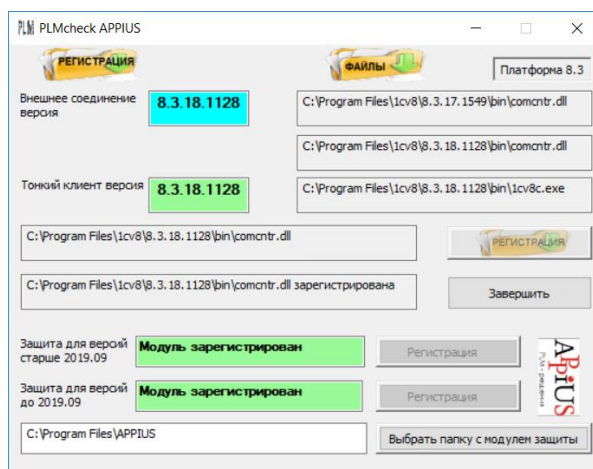 PLM PLMcheck APPIUS
РЕГИСТРАЦИЯ
ФАЙЛЫ
Платформа 8.3
Внешнее соединение
версия
8.3.18.1128
C:\Program Files\1cv8\8.3.17.1549\bin\comcntr.dll
C:\Program Files\1cv8\8.3.18.1128\bin\comcntr.dll
Тонкий клиент версия
8.3.18.1128
C:\Program Files\1cv8\8.3.18.1128\bin\1cv8c.exe
C:\Program Files\1cv8\8.3.18.1128\bin\comcntr.dll
РЕГИСТРАЦИЯ
C:\Program Files\1cv8\8.3.18.1128\bin\comcntr.dll зарегистрирована
Завершить
Защита для версий
старше 2019.09
Модуль зарегистрирован
Регистрация
Защита для версий
до 2019.09
Модуль зарегистрирован
Регистрация
APPIUS
PLM - решения
C:\Program Files\APPIUS
Выбрать папку с модулем защиты